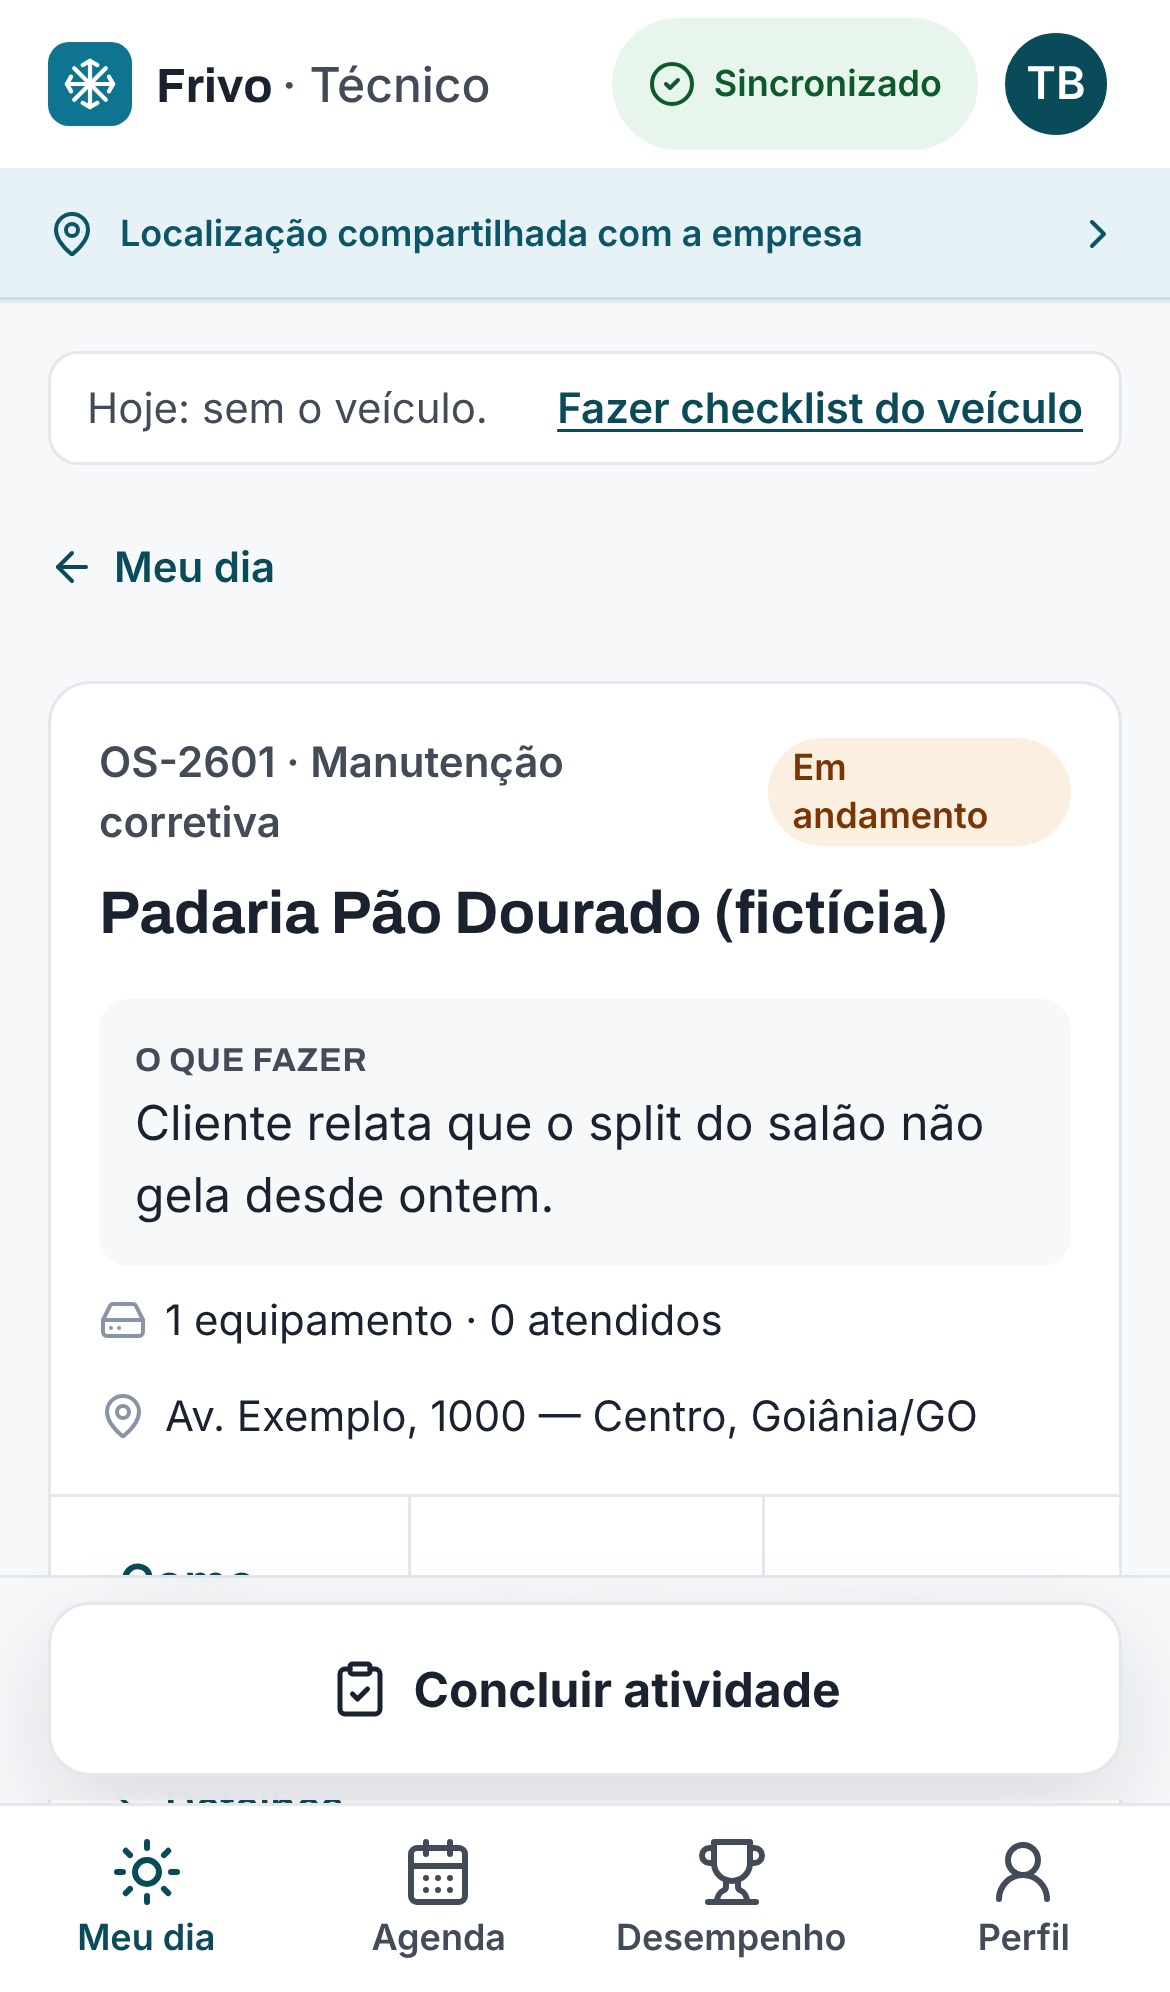 Frivo · Técnico
Sincronizado
TB
Localização compartilhada com a empresa
Hoje: sem o veículo.
Fazer checklist do veículo
Meu dia
OS-2601 · Manutenção
corretiva
Em
andamento
Padaria Pão Dourado (fictícia)
O QUE FAZER
Cliente relata que o split do salão não
gela desde ontem.
1 equipamento · 0 atendidos
Av. Exemplo, 1000 — Centro, Goiânia/GO
Concluir atividade
Meu dia
Agenda
Desempenho
Perfil